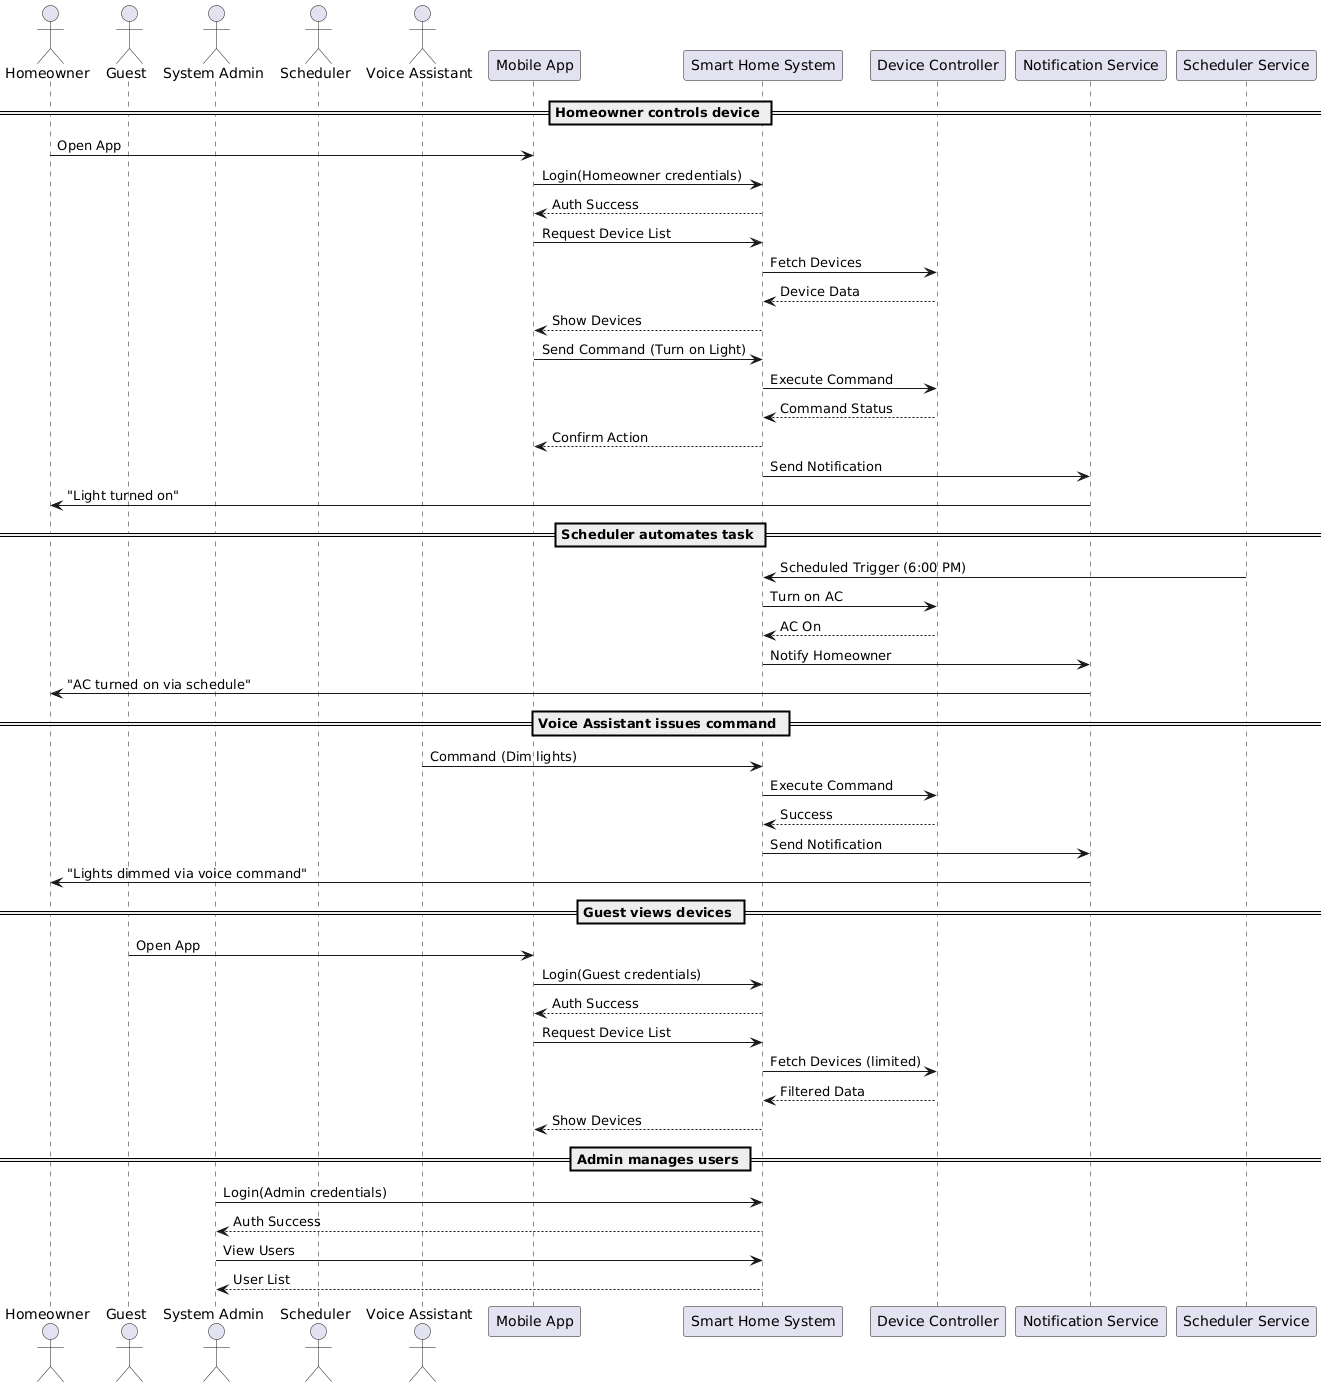 Homeowner Guest System Admin Scheduler Voice Assistant Mobile App Smart Home System Device Controller Notification Service Scheduler Service
Homeowner controls device
Open App
Login(Homeowner credentials)
Auth Success
Request Device List
Fetch Devices
Device Data
Show Devices
Send Command (Turn on Light)
Execute Command
Command Status
Confirm Action
Send Notification
"Light turned on"
Scheduler automates task
Scheduled Trigger (6:00 PM)
Turn on AC
AC On
Notify Homeowner
"AC turned on via schedule"
Voice Assistant issues command
Command (Dim lights)
Execute Command
Success
Send Notification
"Lights dimmed via voice command"
Guest views devices
Open App
Login(Guest credentials)
Auth Success
Request Device List
Fetch Devices (limited)
Filtered Data
Show Devices
Admin manages users
Login(Admin credentials)
Auth Success
View Users
User List
Homeowner Guest System Admin Scheduler Voice Assistant Mobile App Smart Home System Device Controller Notification Service Scheduler Service